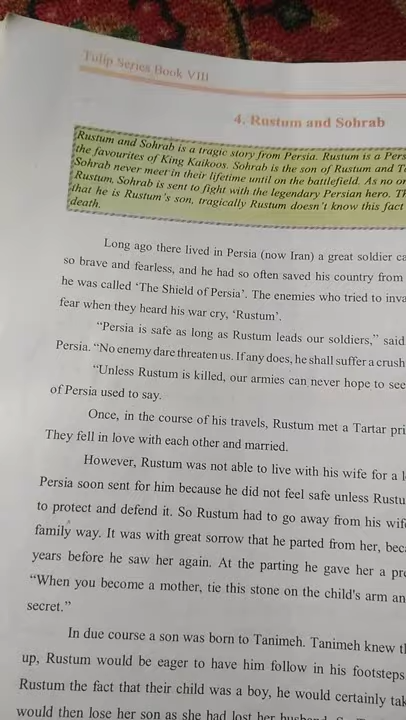 Tulip Series Book VIII
4. Rustum and Sohrab
Rustum and Sohrab is a tragic story from Persia. Rustum is a
the favourites of King Kaikoos. Sohrab is the son of Rustum and
Sohrab never meet in their lifetime until on the battlefield. As no
Rustum, Sohrab is sent to fight with the legendary Persian hero.
that he is Rustum's son, tragically Rustum doesn't know this fact
death.
Long ago there lived in Persia (now Iran) a great soldier
so brave and fearless, and he had so often saved his country from
he was called ‘The Shield of Persia’. The enemies who tried to
fear when they heard his war cry, ‘Rustum’.
“Persia is safe as long as Rustum leads our soldiers,” said
Persia. “No enemy dare threaten us. If any does, he shall suffer a
“Unless Rustum is killed, our armies can never hope to see
of Persia used to say.
Once, in the course of his travels, Rustum met a Tartar
They fell in love with each other and married.
However, Rustum was not able to live with his wife for a
Persia soon sent for him because he did not feel safe unless
to protect and defend it. So Rustum had to go away from his
family way. It was with great sorrow that he parted from her,
years before he saw her again. At the parting he gave her a
“When you become a mother, tie this stone on the child's arm
secret.”
In due course a son was born to Tanimeh. Tanimeh knew
up, Rustum would be eager to have him follow in his footsteps.
Rustum the fact that their child was a boy, he would certainly
would then lose her son as she had lost her